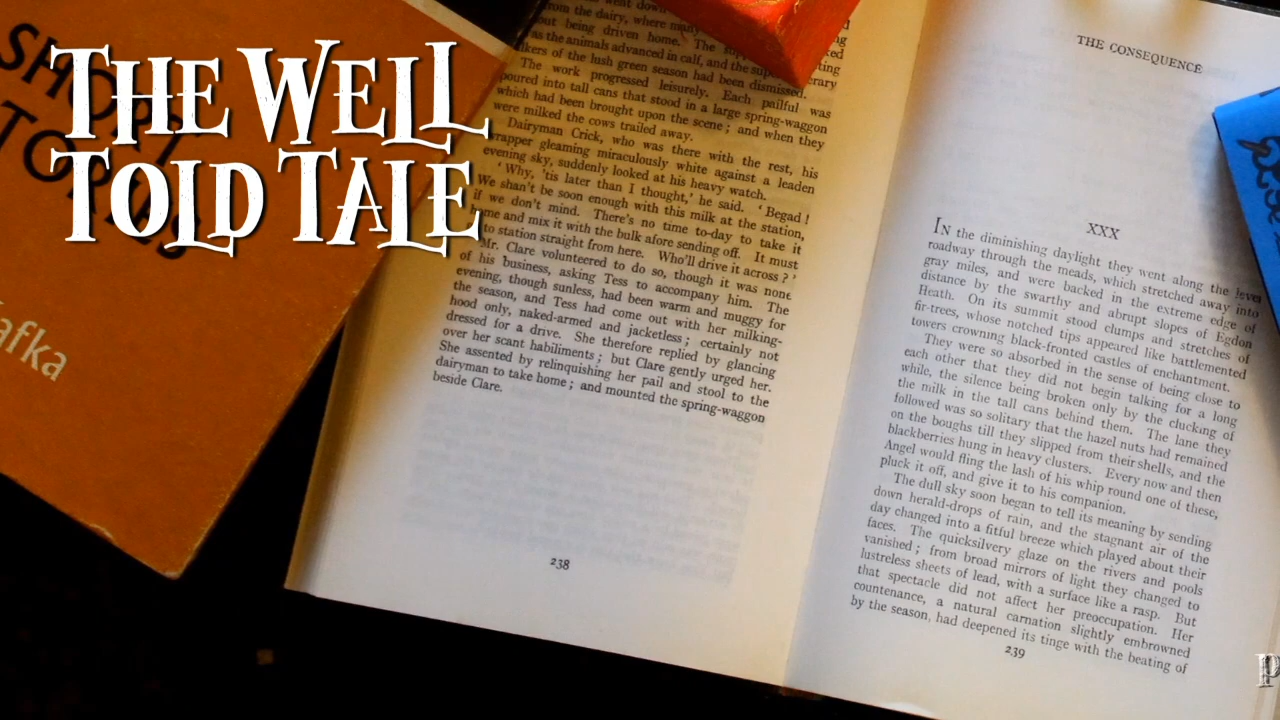 THE WELL
TOLD TALE
SHORT
STORIES
afka
went down
from the dairy, where many
out being driven home. The
as the animals advanced in calf, and the
lkers of the lush green season had been dismissed.
The work progressed leisurely. Each pailful was
poured into tall cans that stood in a large spring-waggon
which had been brought upon the scene; and when they
were milked the cows trailed away.
Dairyman Crick, who was there with the rest, his
wrapper gleaming miraculously white against a leaden
evening sky, suddenly looked at his heavy watch.
'Why, 'tis later than I thought,' he said. 'Begad!
We shan't be soon enough with this milk at the station,
if we don't mind. There's no time to-day to take it
home and mix it with the bulk afore sending off. It must
to station straight from here. Who'll drive it across?'
Mr. Clare volunteered to do so, though it was none
of his business, asking Tess to accompany him. The
evening, though sunless, had been warm and muggy for
the season, and Tess had come out with her milking-
hood only, naked-armed and jacketless; certainly not
dressed for a drive. She therefore replied by glancing
over her scant habiliments; but Clare gently urged her.
She assented by relinquishing her pail and stool to the
dairyman to take home; and mounted the spring-waggon
beside Clare.
238
THE CONSEQUENCE
XXX
In the diminishing daylight they went along the level
roadway through the meads, which stretched away into
gray miles, and were backed in the extreme edge of
distance by the swarthy and abrupt slopes of Egdon
Heath. On its summit stood clumps and stretches of
fir-trees, whose notched tips appeared like battlemented
towers crowning black-fronted castles of enchantment.
They were so absorbed in the sense of being close to
each other that they did not begin talking for a long
while, the silence being broken only by the clucking of
the milk in the tall cans behind them. The lane they
followed was so solitary that the hazel nuts had remained
on the boughs till they slipped from their shells, and the
blackberries hung in heavy clusters. Every now and then
Angel would fling the lash of his whip round one of these,
pluck it off, and give it to his companion.
The dull sky soon began to tell its meaning by sending
down herald-drops of rain, and the stagnant air of the
day changed into a fitful breeze which played about their
faces. The quicksilvery glaze on the rivers and pools
vanished; from broad mirrors of light they changed to
lustreless sheets of lead, with a surface like a rasp. But
that spectacle did not affect her preoccupation. Her
countenance, a natural carnation slightly embrowned
by the season, had deepened its tinge with the beating of
239
P